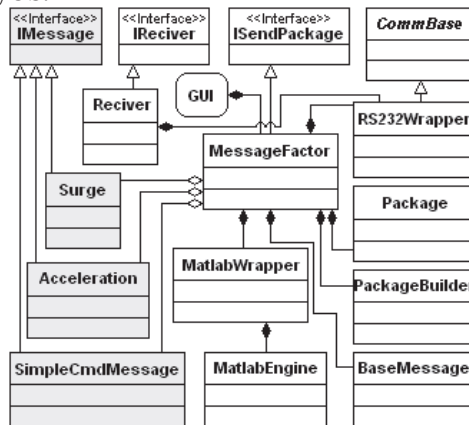 <<Interface>> <<Interface>> <<Interface>>
IMessage IReciver ISendPackage CommBase
Reciver GUI RS232Wrapper
MessageFactor
Surge Package
Acceleration MatlabWrapper PackageBuilder
SimpleCmdMessage MatlabEngine BaseMessage